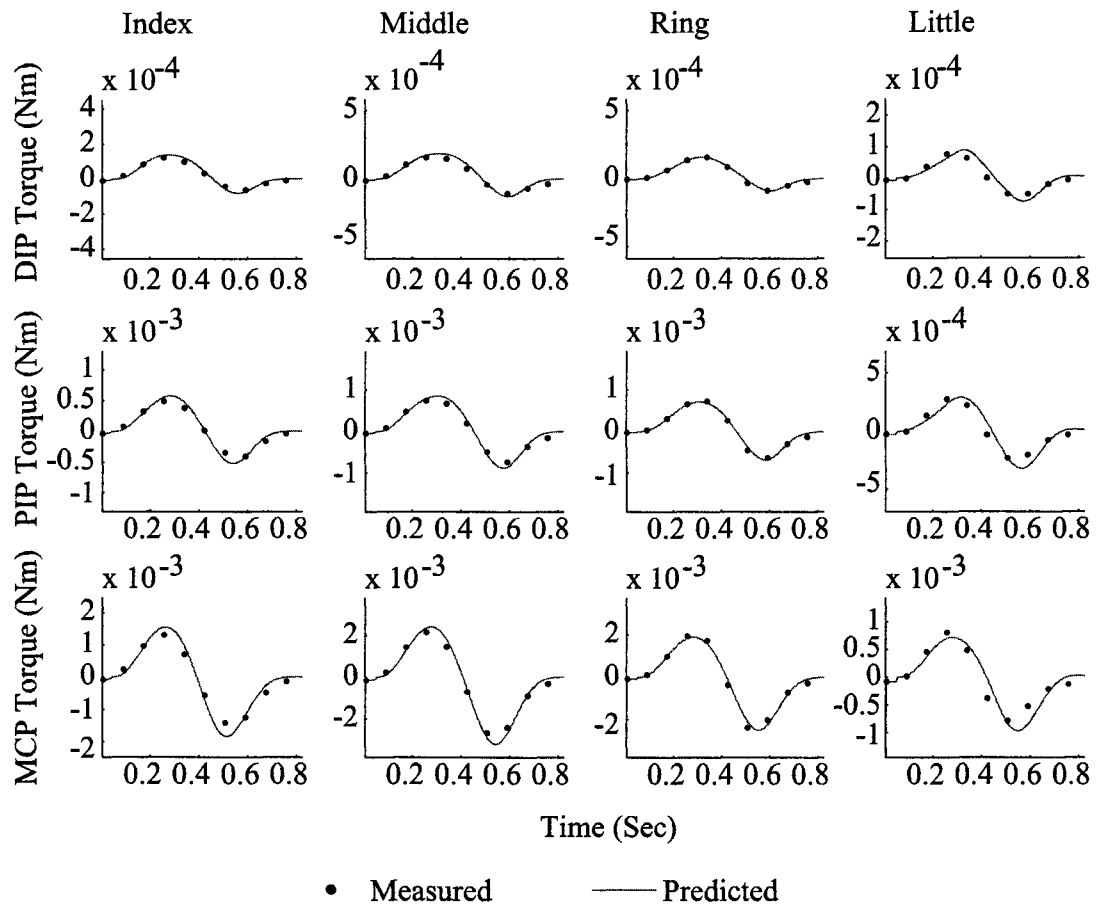 Index Middle Ring Little
x 10-4 x 10-4 x 10-4 x 10-4
DIP Torque (Nm)
4 2 0 -2 -4
5 0 -5
5 0 -5
2 1 0 -1 -2
0.2 0.4 0.6 0.8 0.2 0.4 0.6 0.8 0.2 0.4 0.6 0.8 0.2 0.4 0.6 0.8
x 10-3 x 10-3 x 10-3 x 10-4
PIP Torque (Nm)
1 0.5 0 -0.5 -1
1 0 -1
1 0 -1
5 0 -5
0.2 0.4 0.6 0.8 0.2 0.4 0.6 0.8 0.2 0.4 0.6 0.8 0.2 0.4 0.6 0.8
x 10-3 x 10-3 x 10-3 x 10-3
MCP Torque (Nm)
2 1 0 -1 -2
2 0 -2
2 0 -2
1 0.5 0 -0.5 -1
0.2 0.4 0.6 0.8 0.2 0.4 0.6 0.8 0.2 0.4 0.6 0.8 0.2 0.4 0.6 0.8
Time (Sec)
Measured Predicted